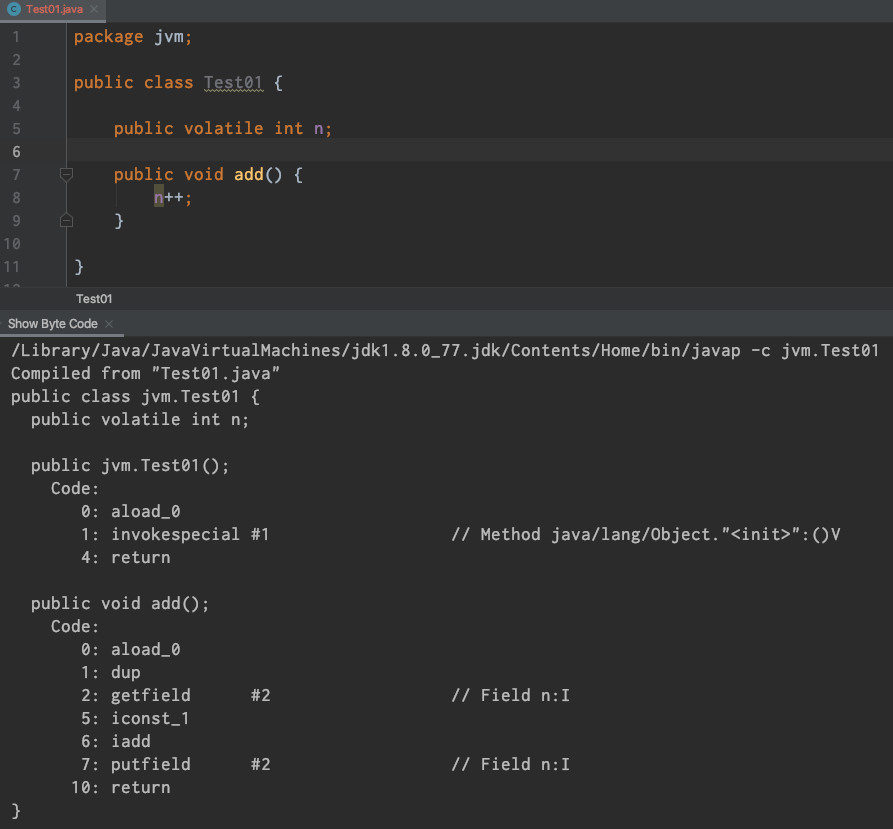 C Test01.java ×
1 package jvm;
2
3 public class Test01 {
4
5     public volatile int n;
6
7     public void add() {
8         n++;
9     }
10
11 }
Test01
Show Byte Code ×
/Library/Java/JavaVirtualMachines/jdk1.8.0_77.jdk/Contents/Home/bin/javap -c jvm.Test01
Compiled from "Test01.java"
public class jvm.Test01 {
  public volatile int n;

  public jvm.Test01();
    Code:
       0: aload_0
       1: invokespecial #1                  // Method java/lang/Object."<init>":()V
       4: return

  public void add();
    Code:
       0: aload_0
       1: dup
       2: getfield      #2                  // Field n:I
       5: iconst_1
       6: iadd
       7: putfield      #2                  // Field n:I
      10: return
}